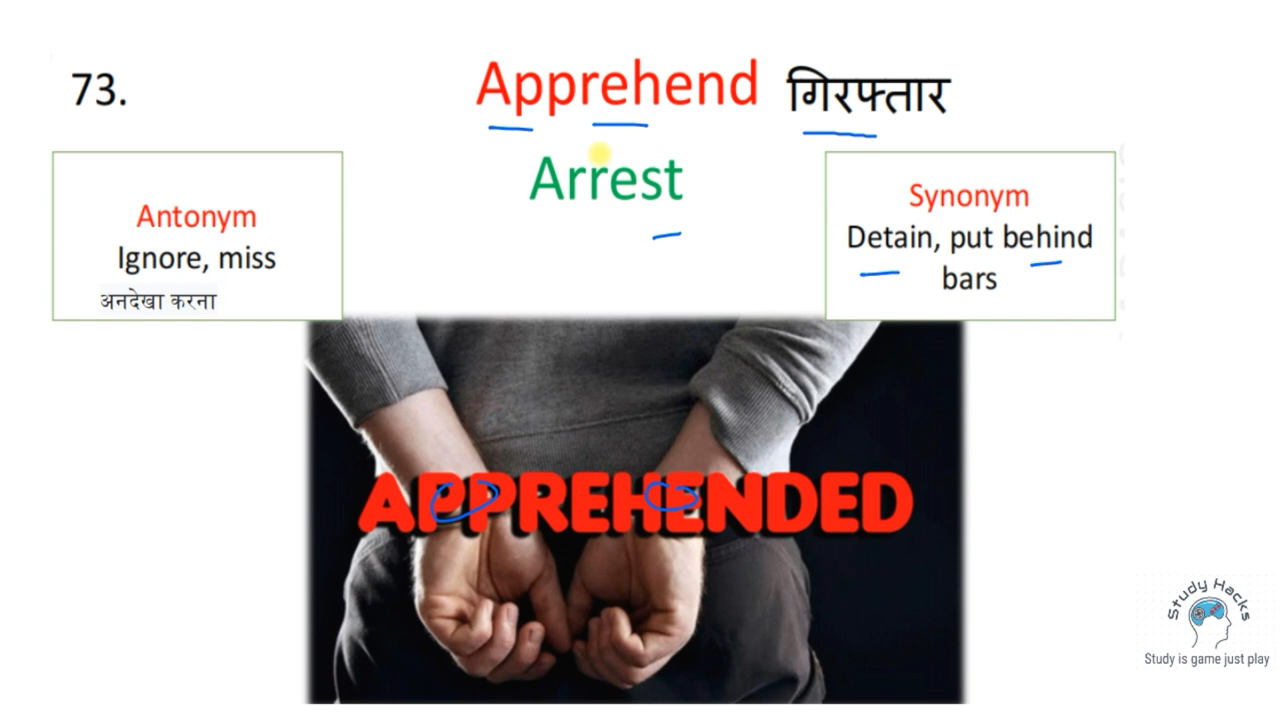 73.
Apprehend गिरफ्तार
Arrest
Antonym
Ignore, miss
अनदेखा करना
Synonym
Detain, put behind
bars
APPREHENDED
Study Hacks
Study is game just play